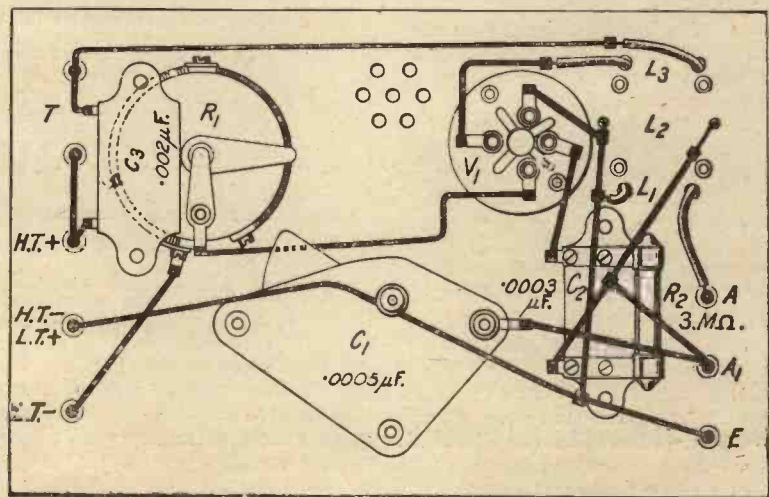 T
R₁
C₃
.002µF.
H.T.+
H.T.-
L.T.+
L.T.-
C₁
.0005µF.
V₁
L₃
L₂
L₁
C₂
.0003
µF.
R₂
3.MΩ.
A
A₁
E